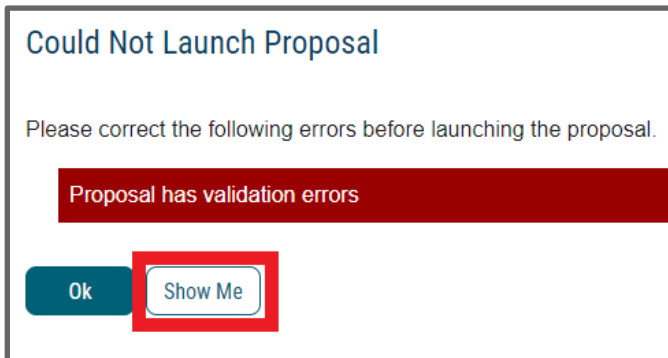 Could Not Launch Proposal
Please correct the following errors before launching the proposal.
Proposal has validation errors
Ok Show Me